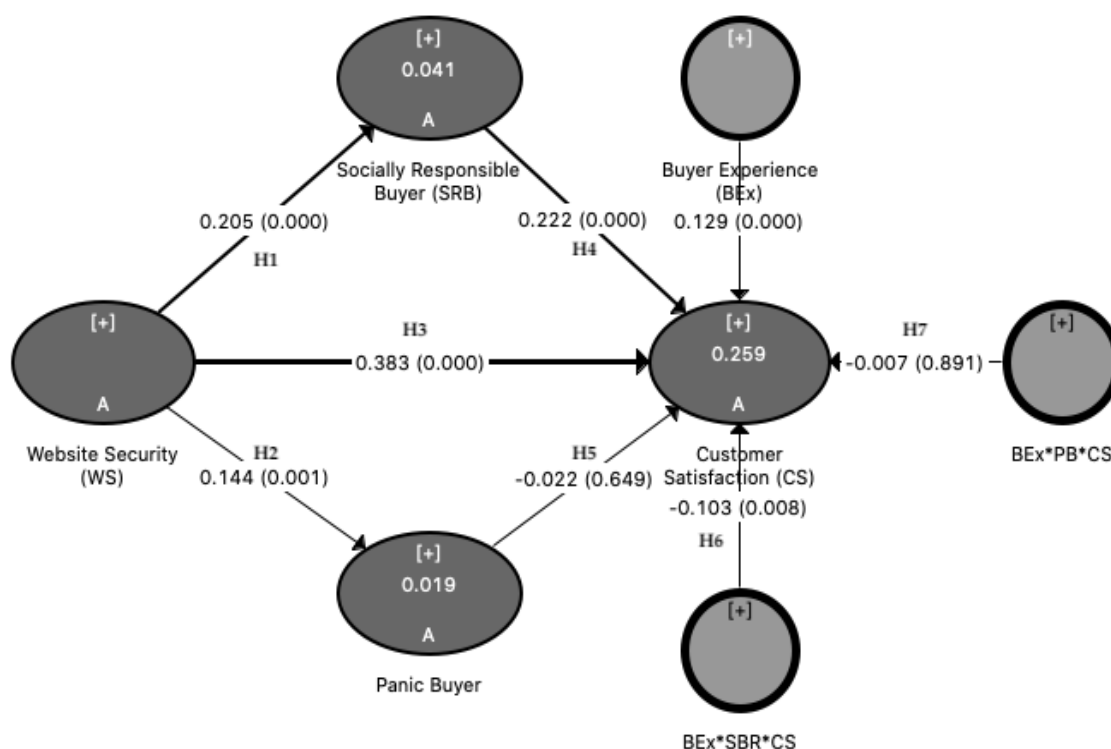 [+]
0.041
A
Socially Responsible
Buyer (SRB)
[+]
Buyer Experience
(BEx)
0.205 (0.000)
H1
0.222 (0.000)
H4
0.129 (0.000)
[+]
A
Website Security
(WS)
H3
0.383 (0.000)
[+]
0.259
A
Customer
Satisfaction (CS)
H7
-0.007 (0.891)
[+]
BEx*PB*CS
H2
0.144 (0.001)
H5
-0.022 (0.649)
-0.103 (0.008)
H6
[+]
0.019
A
Panic Buyer
[+]
BEx*SBR*CS